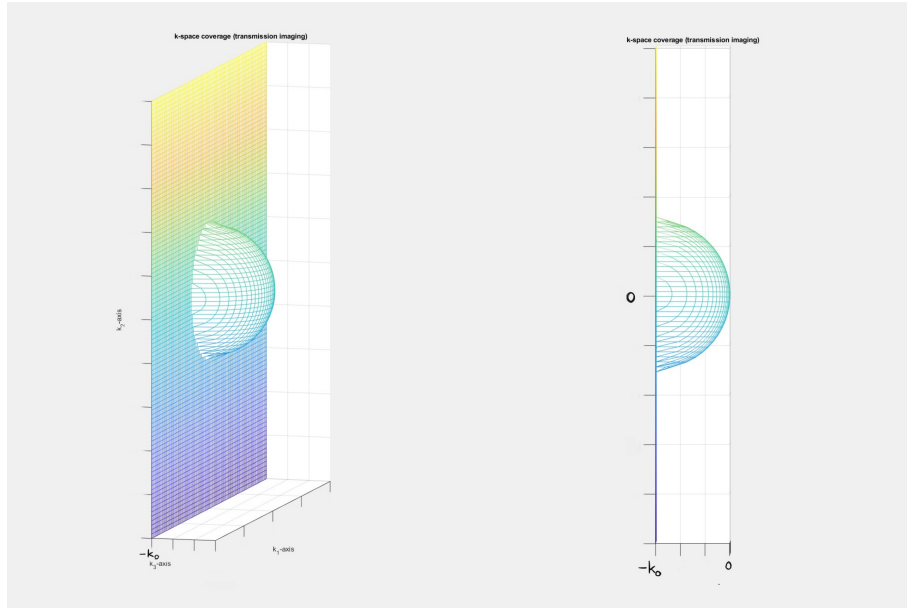 k-space coverage (transmission imaging)
k₂-axis
-k₀
k₃-axis
k₁-axis
k-space coverage (transmission imaging)
0
-k₀
0